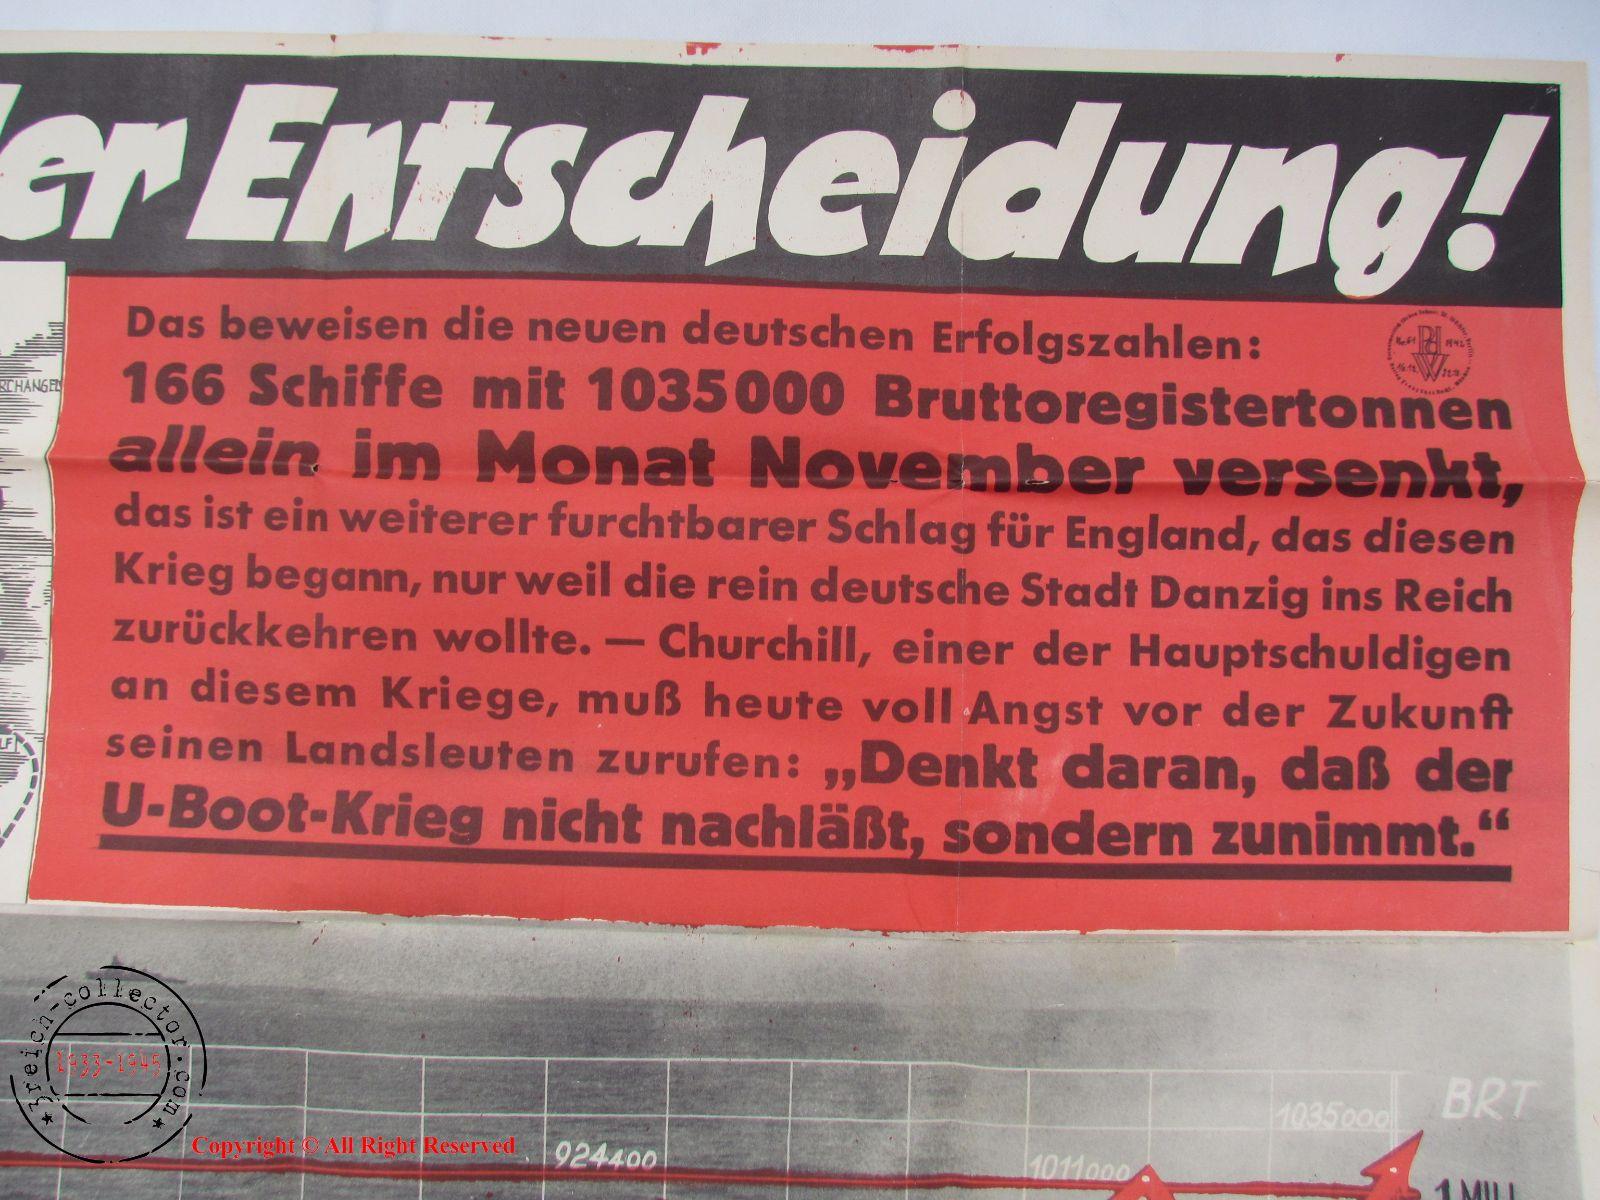 der Entscheidung!
Das beweisen die neuen deutschen Erfolgszahlen:
166 Schiffe mit 1035000 Bruttoregistertonnen
allein im Monat November versenkt,
das ist ein weiterer furchtbarer Schlag für England, das diesen
Krieg begann, nur weil die rein deutsche Stadt Danzig ins Reich
zurückkehren wollte. — Churchill, einer der Hauptschuldigen
an diesem Kriege, muß heute voll Angst vor der Zukunft
seinen Landsleuten zurufen: „Denkt daran, daß der
U-Boot-Krieg nicht nachläßt, sondern zunimmt.“
RCHANGEL
LF
3reich-collector.com
1933-1945
Copyright © All Right Reserved
924400
1011000
1035000
BRT
1 MILL